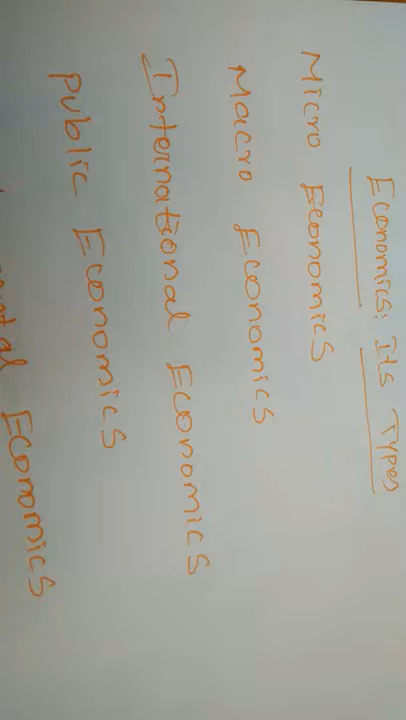 Economics: Its Types
Micro Economics
Macro Economics
International Economics
Public Economics
Economics